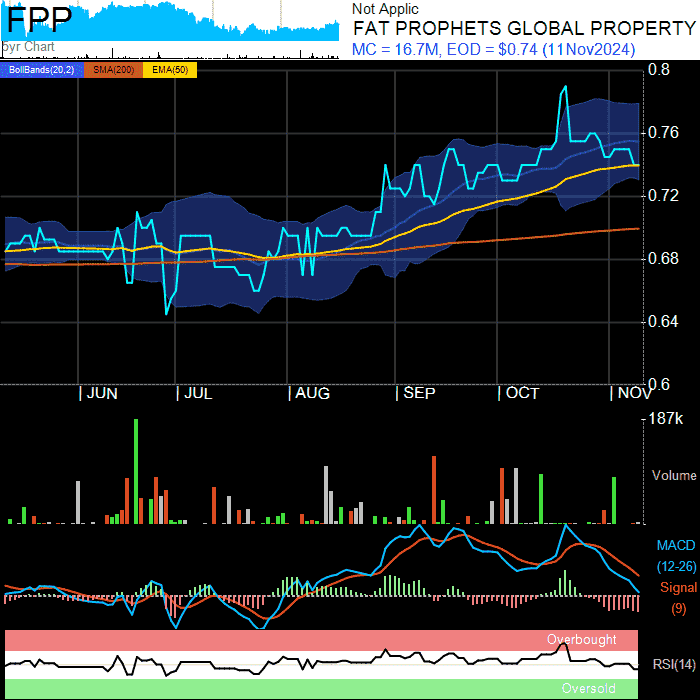 FPP
5yr Chart
Not Applic
FAT PROPHETS GLOBAL PROPERTY
MC = 16.7M, EOD = $0.74 (11Nov2024)
BollBands(20,2) SMA(200) EMA(50)
0.8
0.76
0.72
0.68
0.64
0.6
JUN JUL AUG SEP OCT NOV
187k
Volume
MACD
(12-26)
Signal
(9)
Overbought
RSI(14)
Oversold